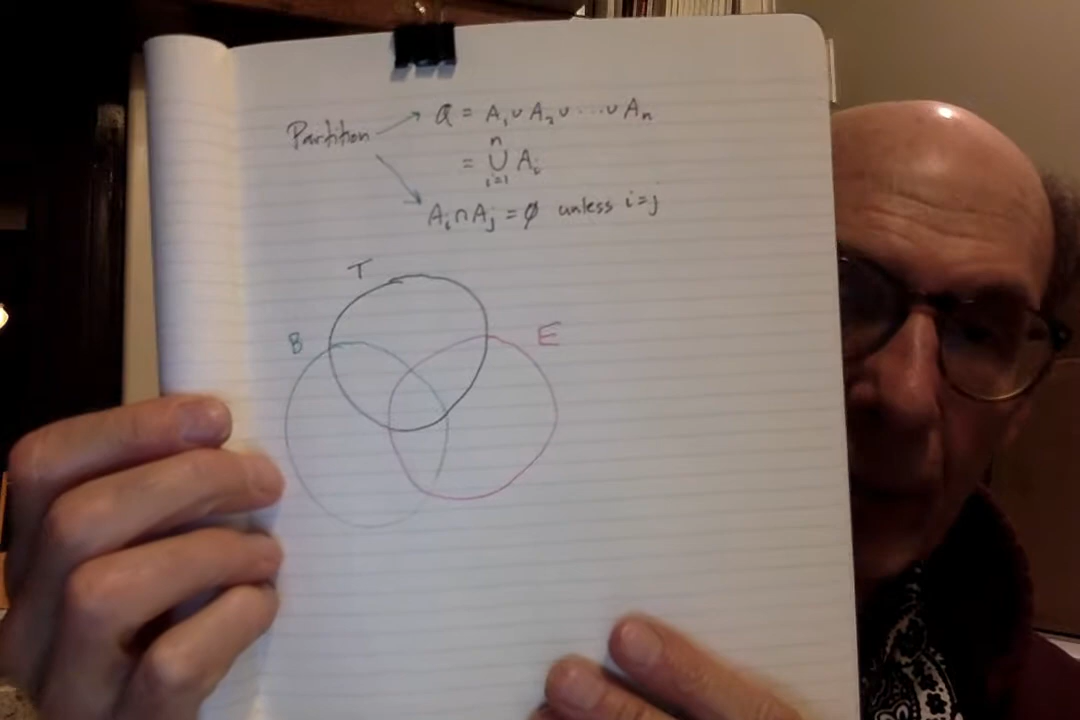 Partition → Q = A₁ ∪ A₂ ∪ ... ∪ Aₙ
= ⋃ᵢ₌₁ⁿ Aᵢ
Aᵢ ∩ Aⱼ = ∅ unless i=j
T
B
E